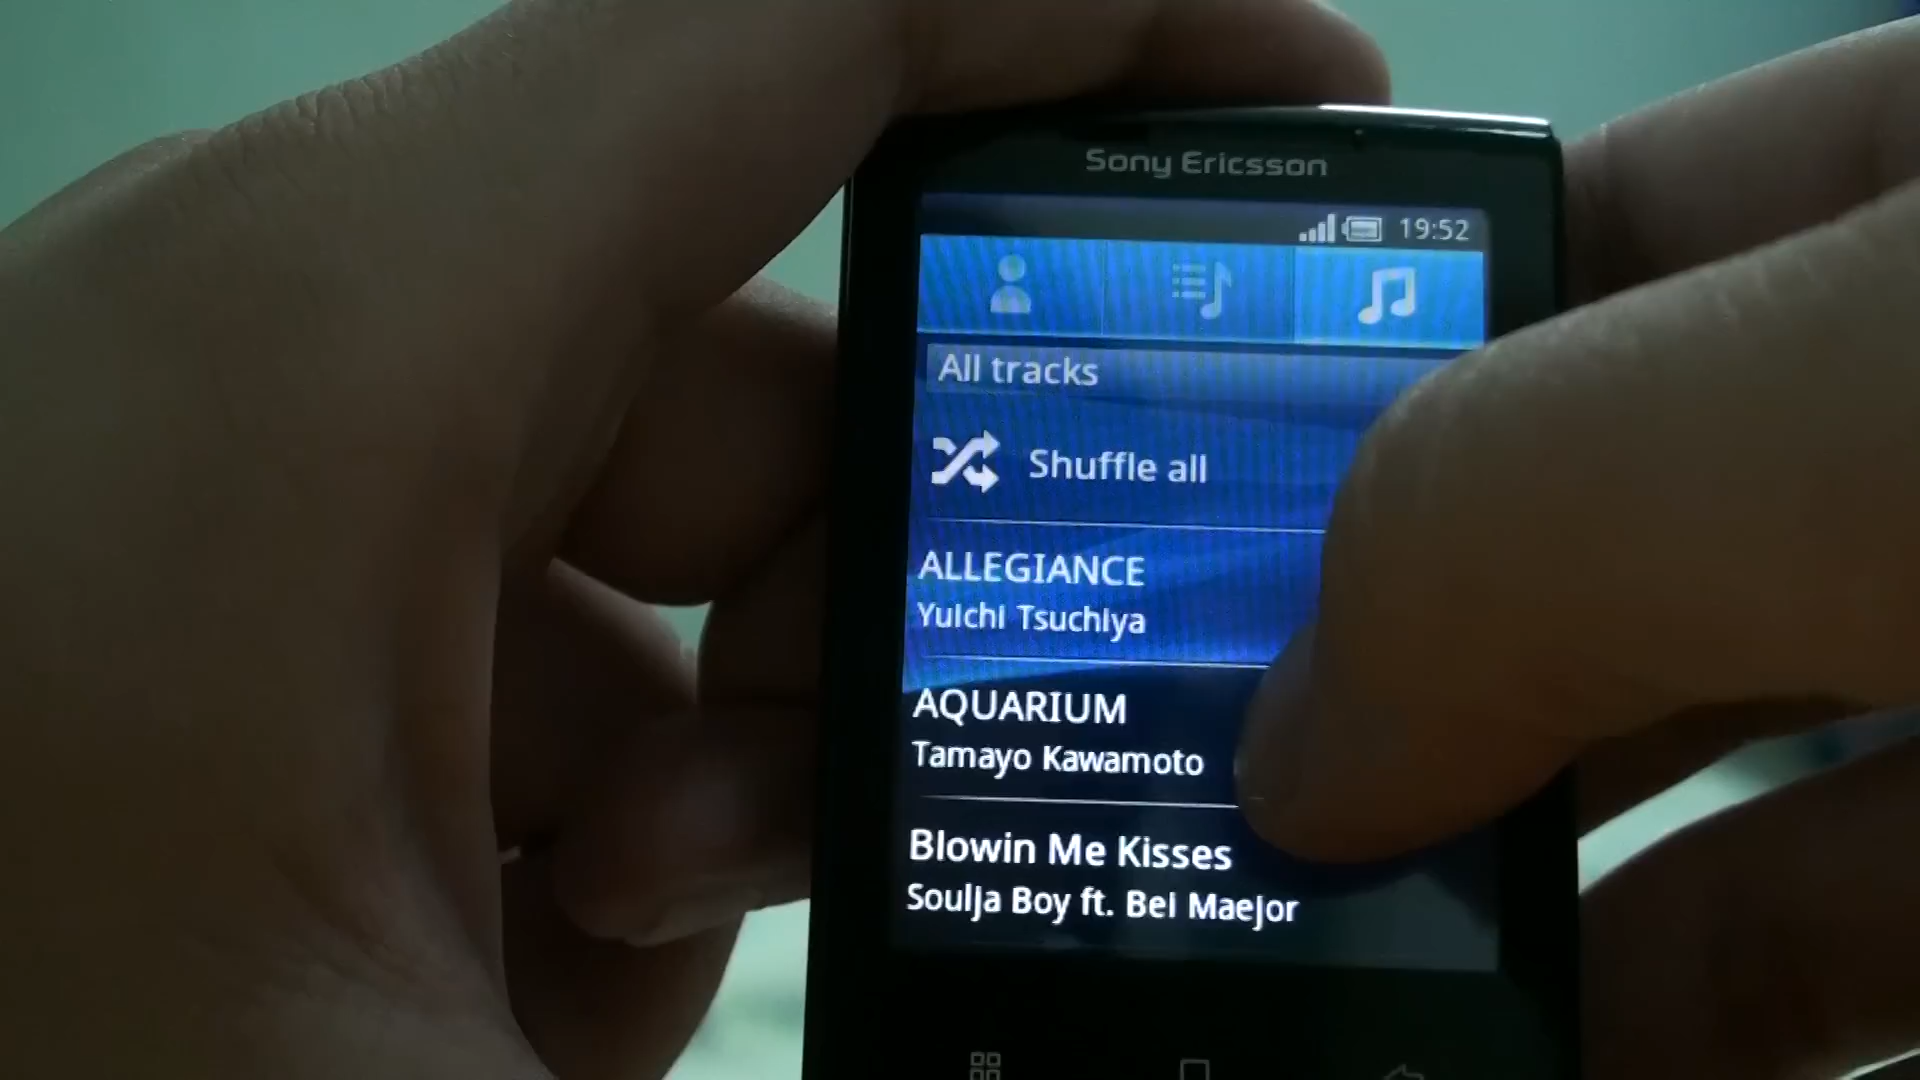 Sony Ericsson
19:52
All tracks
Shuffle all
ALLEGIANCE
Yuichi Tsuchiya
AQUARIUM
Tamayo Kawamoto
Blowin Me Kisses
Soulja Boy ft. Bei Maejor